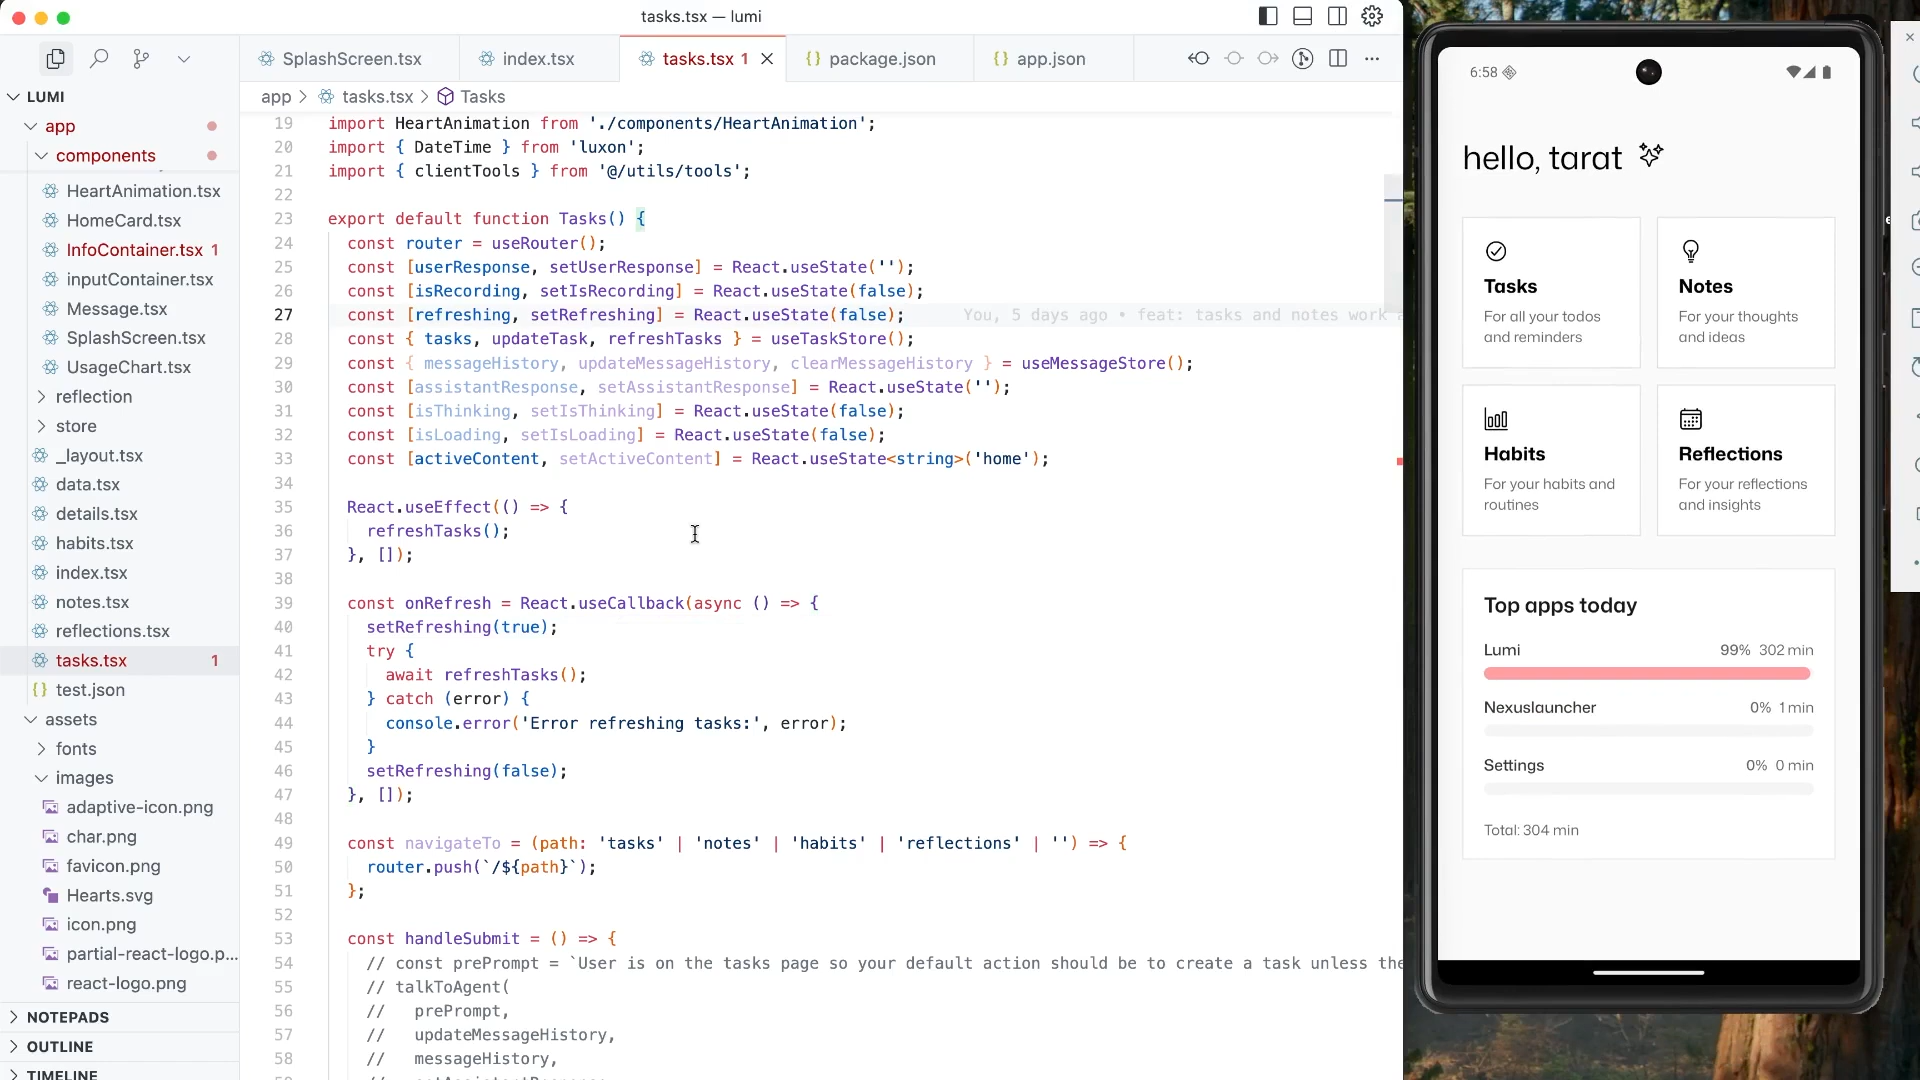 tasks.tsx — lumi
SplashScreen.tsx
index.tsx
tasks.tsx 1
package.json
app.json
app > tasks.tsx > Tasks
LUMI
app
components
HeartAnimation.tsx
HomeCard.tsx
InfoContainer.tsx 1
inputContainer.tsx
Message.tsx
SplashScreen.tsx
UsageChart.tsx
reflection
store
_layout.tsx
data.tsx
details.tsx
habits.tsx
index.tsx
notes.tsx
reflections.tsx
tasks.tsx 1
test.json
assets
fonts
images
adaptive-icon.png
char.png
favicon.png
Hearts.svg
icon.png
partial-react-logo.p...
react-logo.png
NOTEPADS
OUTLINE
TIMELINE
19 import HeartAnimation from './components/HeartAnimation';
20 import { DateTime } from 'luxon';
21 import { clientTools } from '@/utils/tools';
22
23 export default function Tasks() {
24 const router = useRouter();
25 const [userResponse, setUserResponse] = React.useState('');
26 const [isRecording, setIsRecording] = React.useState(false);
27 const [refreshing, setRefreshing] = React.useState(false); You, 5 days ago • feat: tasks and notes work
28 const { tasks, updateTask, refreshTasks } = useTaskStore();
29 const { messageHistory, updateMessageHistory, clearMessageHistory } = useMessageStore();
30 const [assistantResponse, setAssistantResponse] = React.useState('');
31 const [isThinking, setIsThinking] = React.useState(false);
32 const [isLoading, setIsLoading] = React.useState(false);
33 const [activeContent, setActiveContent] = React.useState<string>('home');
34
35 React.useEffect(() => {
36 refreshTasks();
37 }, []);
38
39 const onRefresh = React.useCallback(async () => {
40 setRefreshing(true);
41 try {
42 await refreshTasks();
43 } catch (error) {
44 console.error('Error refreshing tasks:', error);
45 }
46 setRefreshing(false);
47 }, []);
48
49 const navigateTo = (path: 'tasks' | 'notes' | 'habits' | 'reflections' | '') => {
50 router.push(`/${path}`);
51 };
52
53 const handleSubmit = () => {
54 // const prePrompt = `User is on the tasks page so your default action should be to create a task unless the
55 // talkToAgent(
56 // prePrompt,
57 // updateMessageHistory,
58 // messageHistory,
6:58
hello, tarat
Tasks
For all your todos
and reminders
Notes
For your thoughts
and ideas
Habits
For your habits and
routines
Reflections
For your reflections
and insights
Top apps today
Lumi 99% 302 min
Nexuslauncher 0% 1 min
Settings 0% 0 min
Total: 304 min